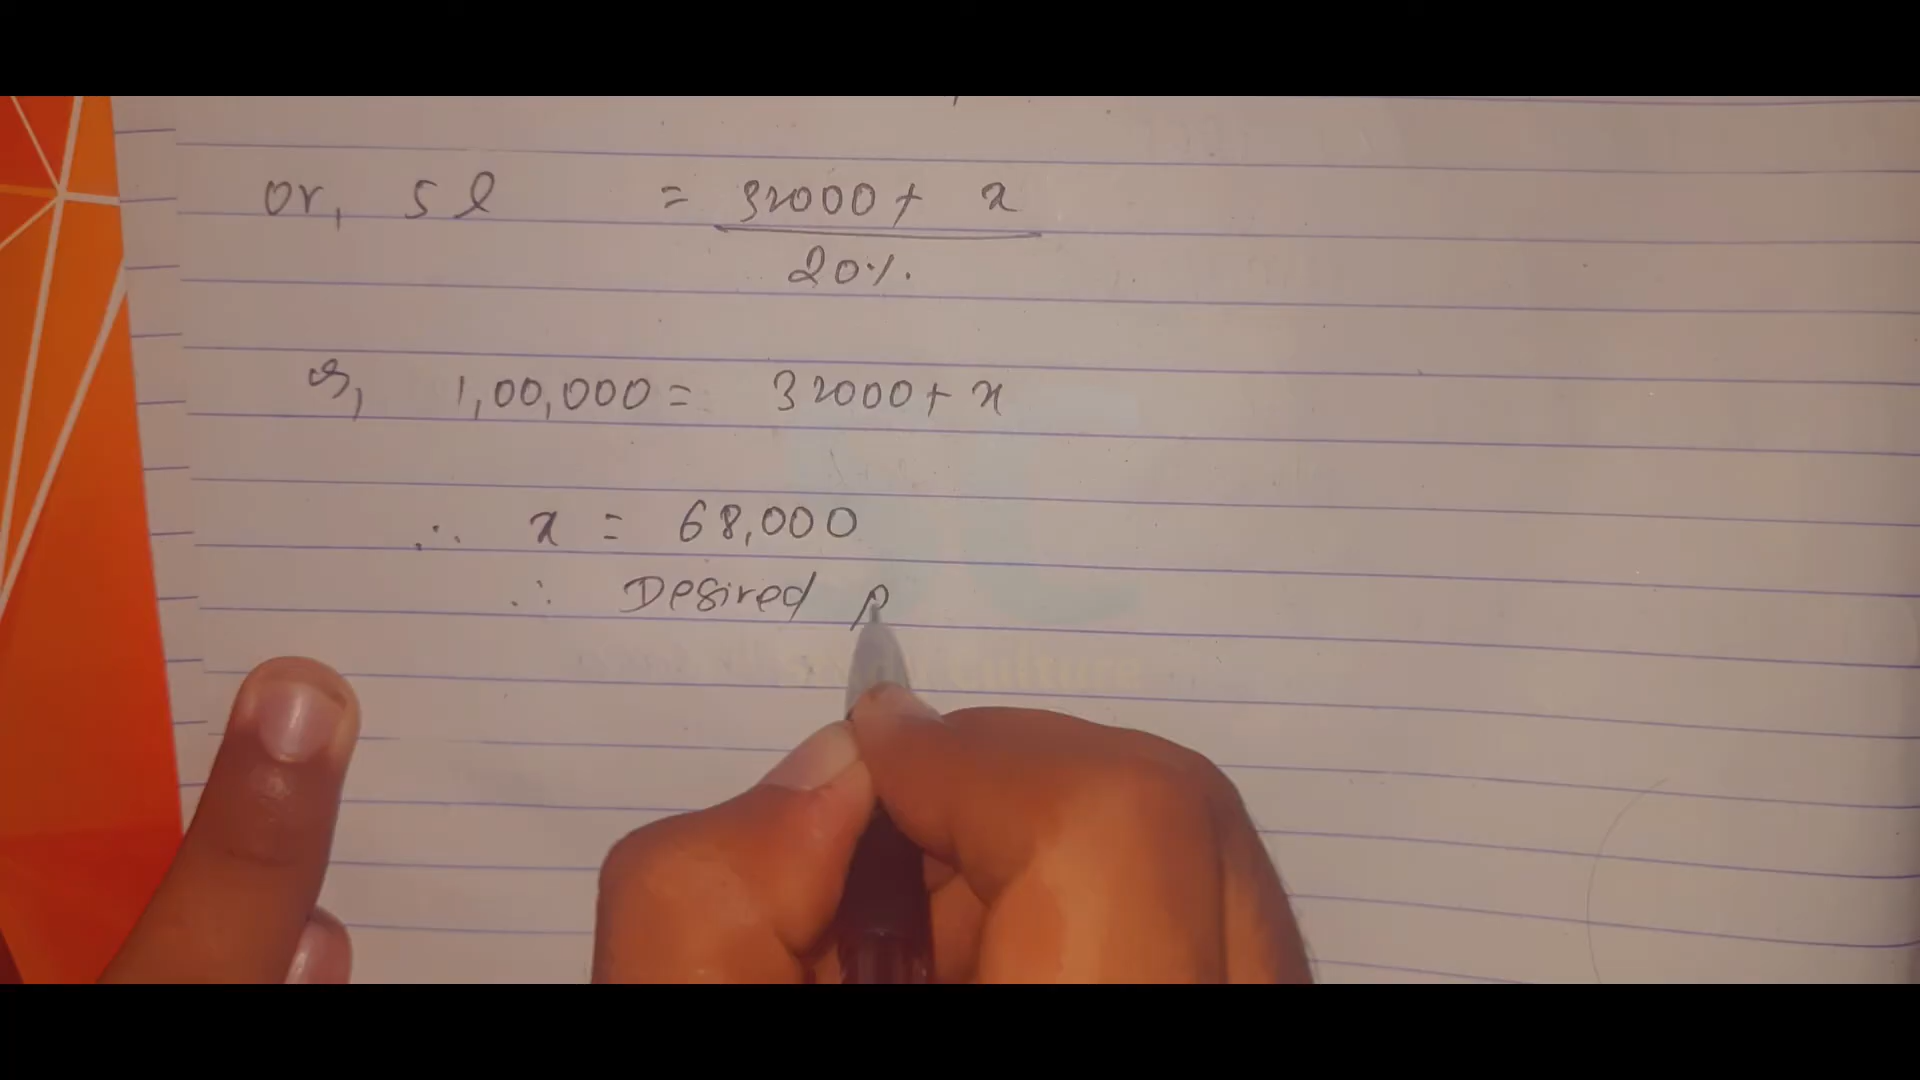 or, 5 l = 32000 + x
20%.
or, 1,00,000 = 32000 + x
∴ x = 68,000
∴ Desired p